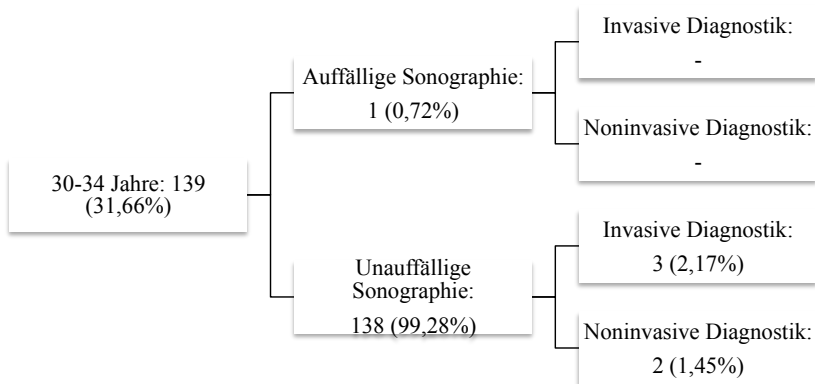 30-34 Jahre: 139
(31,66%)
Auffällige Sonographie:
1 (0,72%)
Invasive Diagnostik:
-
Noninvasive Diagnostik:
-
Unauffällige
Sonographie:
138 (99,28%)
Invasive Diagnostik:
3 (2,17%)
Noninvasive Diagnostik:
2 (1,45%)